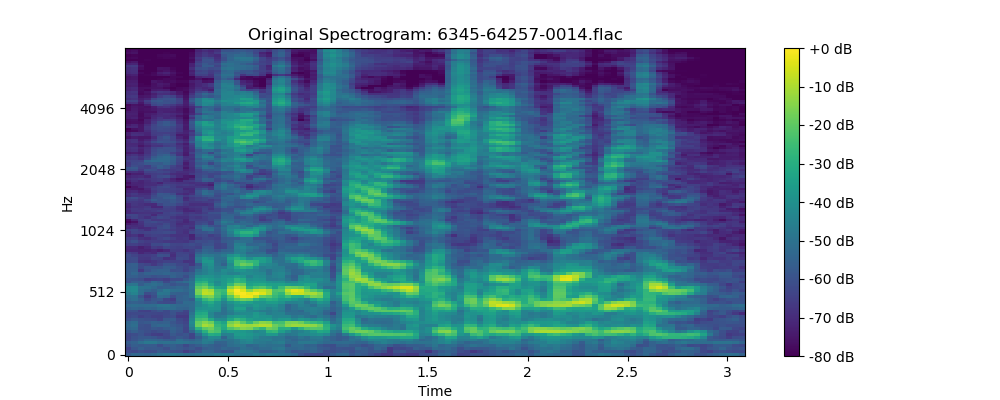 Original Spectrogram: 6345-64257-0014.flac
Hz
4096
2048
1024
512
0
0
0.5
1
1.5
2
2.5
3
Time
+0 dB
-10 dB
-20 dB
-30 dB
-40 dB
-50 dB
-60 dB
-70 dB
-80 dB